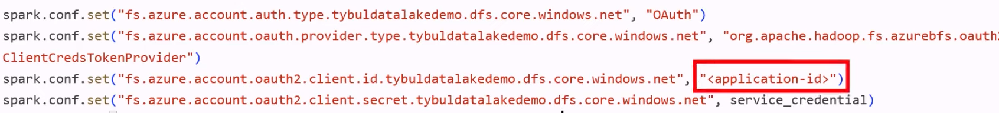 spark.conf.set("fs.azure.account.auth.type.tybuldatalakedemo.dfs.core.windows.net", "OAuth")
spark.conf.set("fs.azure.account.oauth.provider.type.tybuldatalakedemo.dfs.core.windows.net", "org.apache.hadoop.fs.azurebfs.oauth2
ClientCredsTokenProvider")
spark.conf.set("fs.azure.account.oauth2.client.id.tybuldatalakedemo.dfs.core.windows.net", "<application-id>")
spark.conf.set("fs.azure.account.oauth2.client.secret.tybuldatalakedemo.dfs.core.windows.net", service_credential)